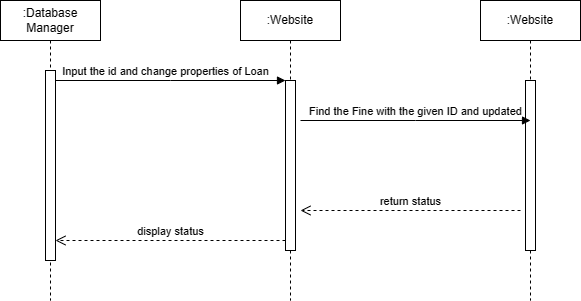 :Database
Manager
:Website
:Website
Input the id and change properties of Loan
Find the Fine with the given ID and updated
return status
display status